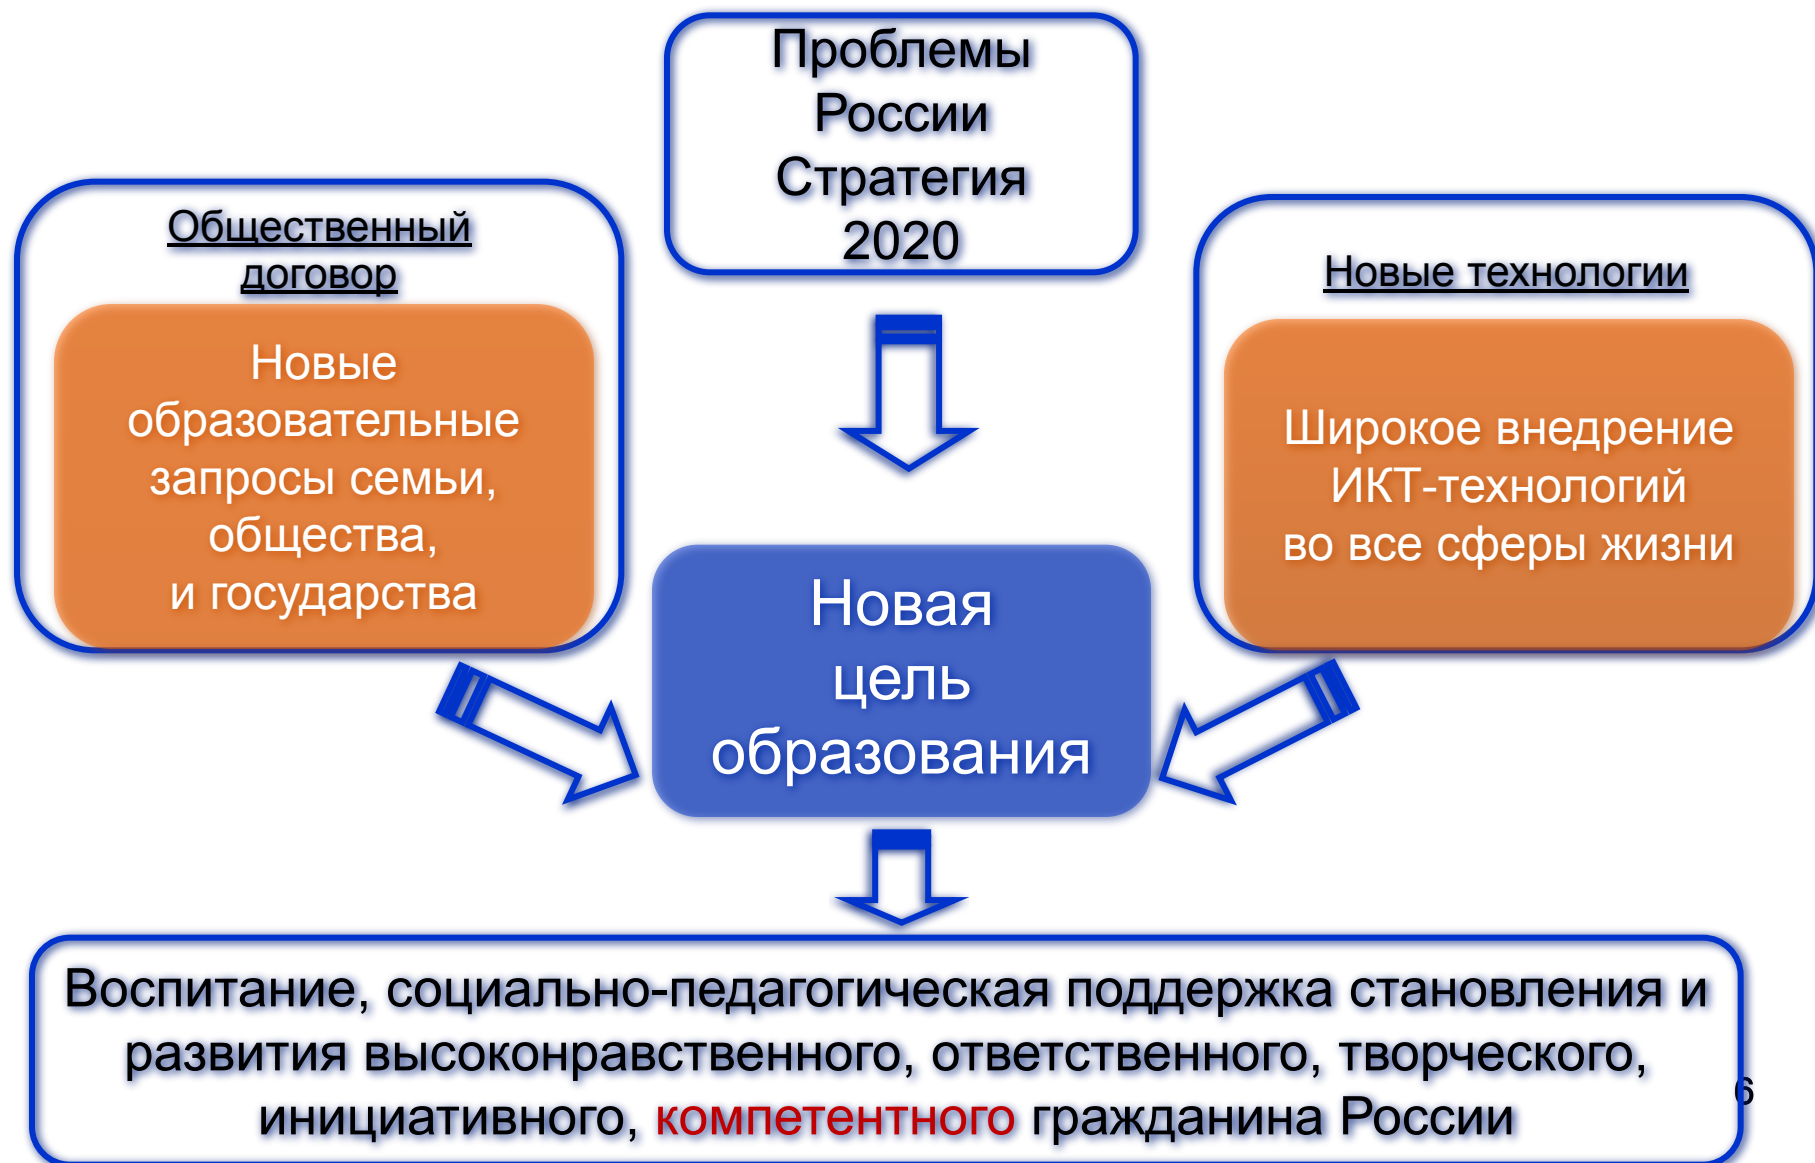 Проблемы
России
Стратегия
2020
Общественный
договор
Новые
образовательные
запросы семьи,
общества,
и государства
Новые технологии
Широкое внедрение
ИКТ-технологий
во все сферы жизни
Новая
цель
образования
Воспитание, социально-педагогическая поддержка становления и
развития высоконравственного, ответственного, творческого,
инициативного, компетентного гражданина России
6